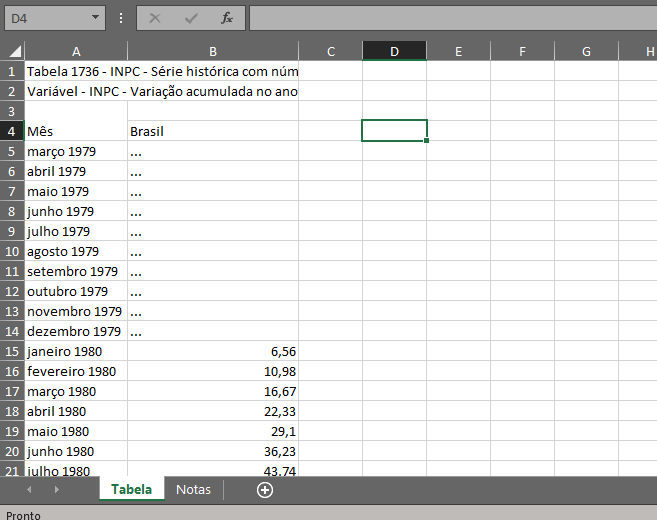 D4 fx
A B C D E F G H
1 Tabela 1736 - INPC - Série histórica com núm
2 Variável - INPC - Variação acumulada no ano
3
4 Mês Brasil
5 março 1979 ...
6 abril 1979 ...
7 maio 1979 ...
8 junho 1979 ...
9 julho 1979 ...
10 agosto 1979 ...
11 setembro 1979 ...
12 outubro 1979 ...
13 novembro 1979 ...
14 dezembro 1979 ...
15 janeiro 1980 6,56
16 fevereiro 1980 10,98
17 março 1980 16,67
18 abril 1980 22,33
19 maio 1980 29,1
20 junho 1980 36,23
21 julho 1980 43,74
Tabela Notas
Pronto